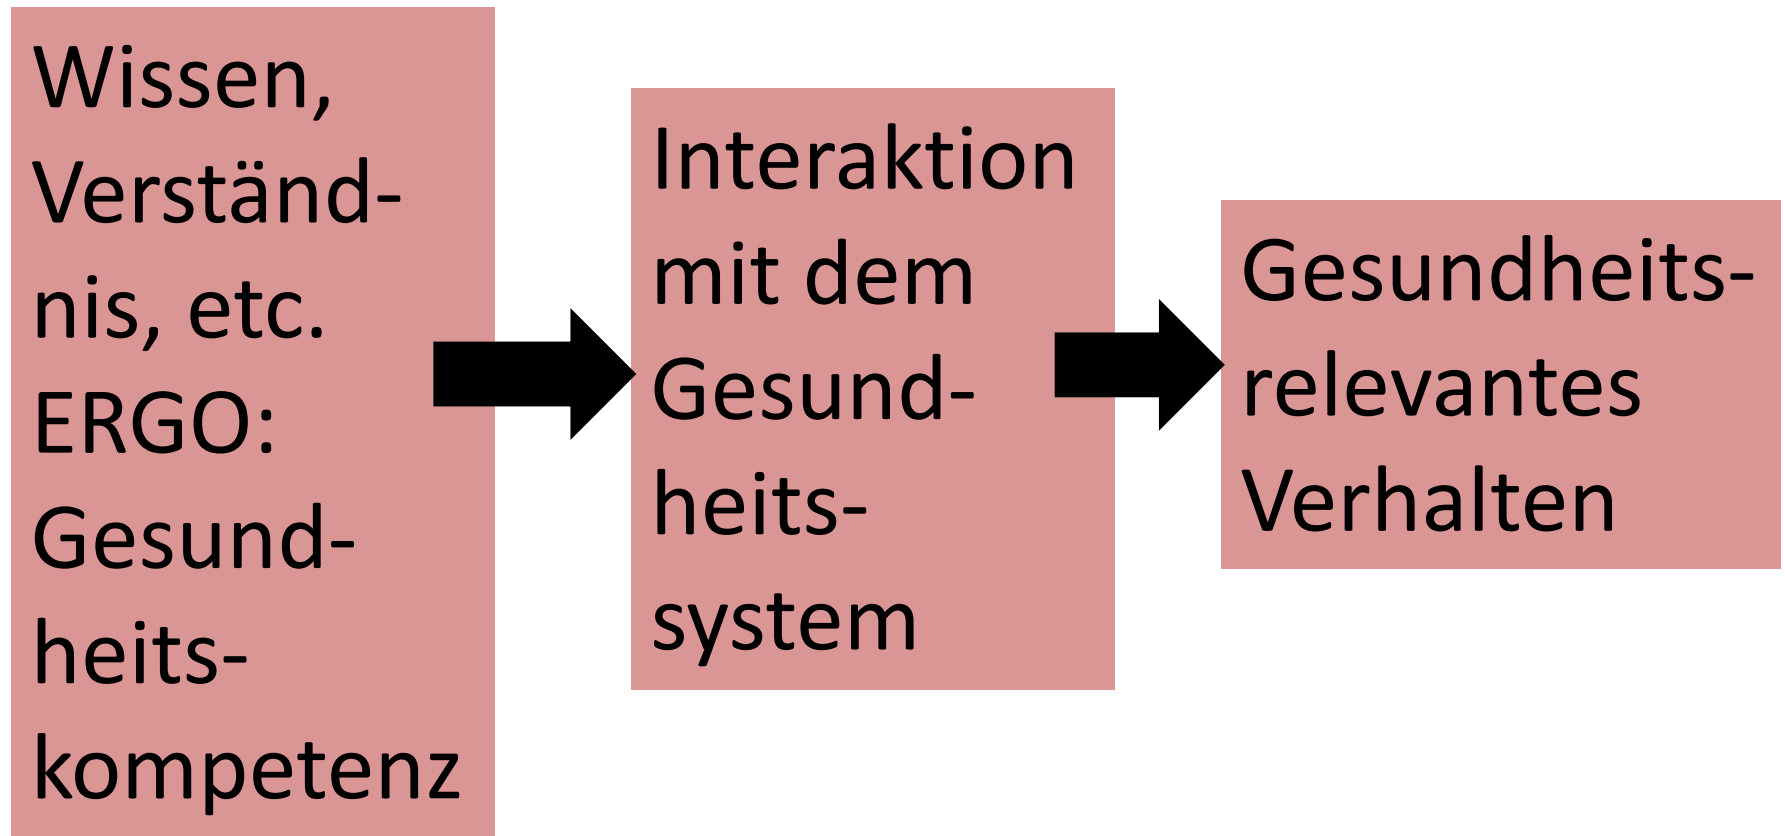 Wissen,
Verständ-
nis, etc.
ERGO:
Gesund-
heits-
kompetenz
Interaktion
mit dem
Gesund-
heits-
system
Gesundheits-
relevantes
Verhalten